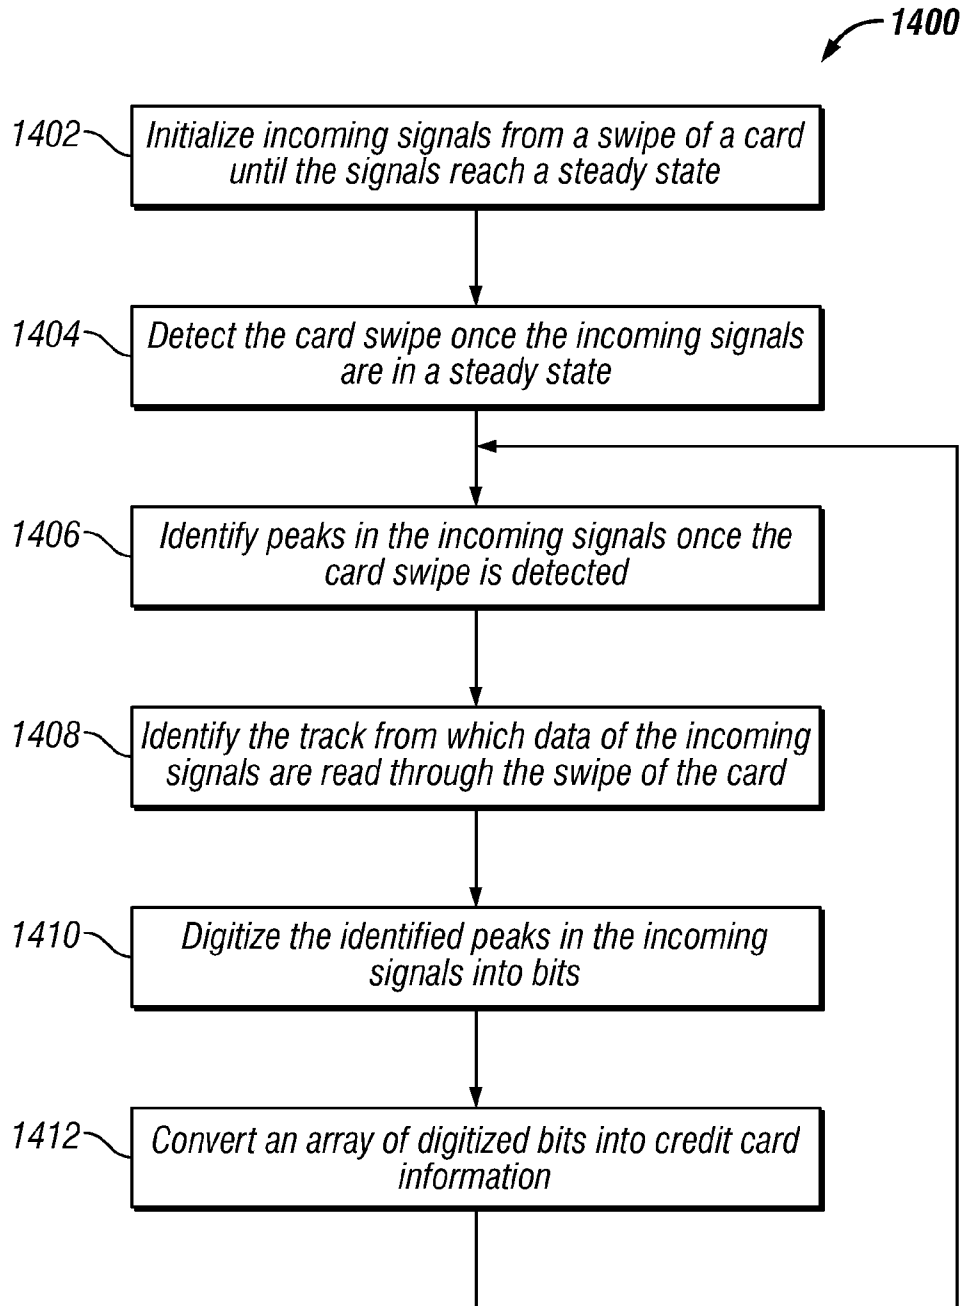 1400
1402
Initialize incoming signals from a swipe of a card
until the signals reach a steady state
1404
Detect the card swipe once the incoming signals
are in a steady state
1406
Identify peaks in the incoming signals once the
card swipe is detected
1408
Identify the track from which data of the incoming
signals are read through the swipe of the card
1410
Digitize the identified peaks in the incoming
signals into bits
1412
Convert an array of digitized bits into credit card
information